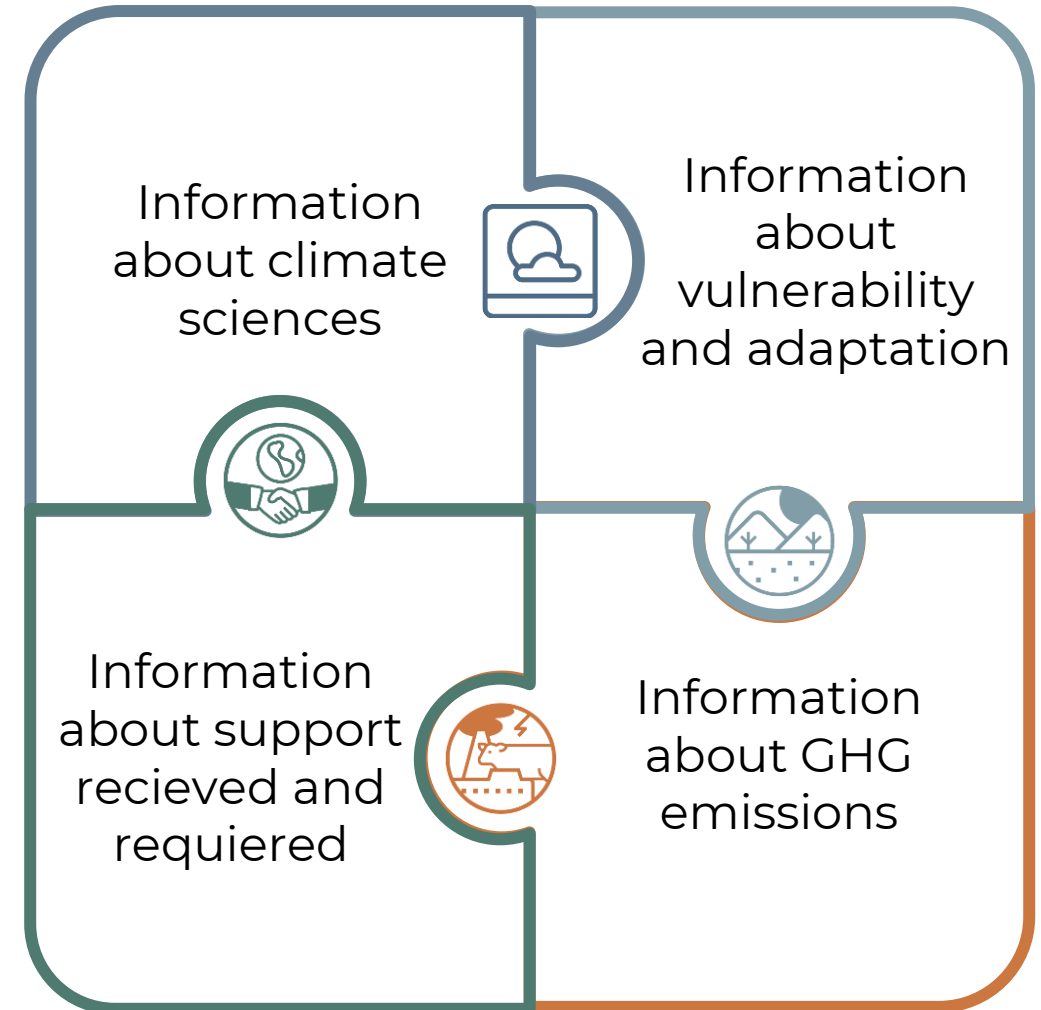 Information
about climate
sciences
Information
about
vulnerability
and adaptation
Information
about support
recieved and
requiered
Information
about GHG
emissions